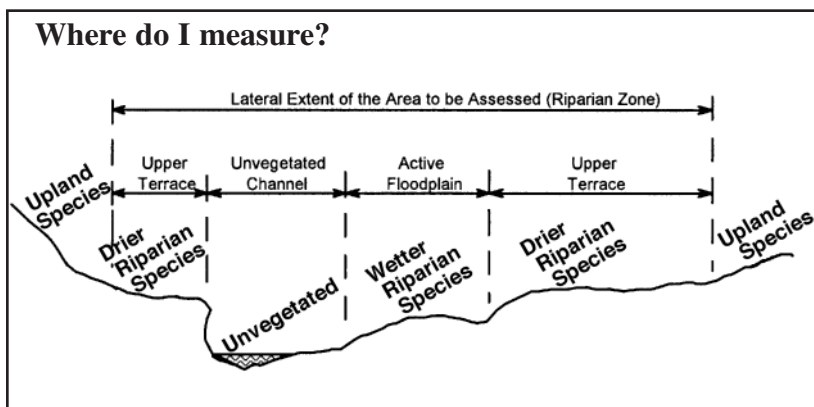 Where do I measure?
Lateral Extent of the Area to be Assessed (Riparian Zone)
Upper
Terrace
Unvegetated
Channel
Active
Floodplain
Upper
Terrace
Upland
Species
Drier
Riparian
Species
Unvegetated
Wetter
Riparian
Species
Drier
Riparian
Species
Upland
Species